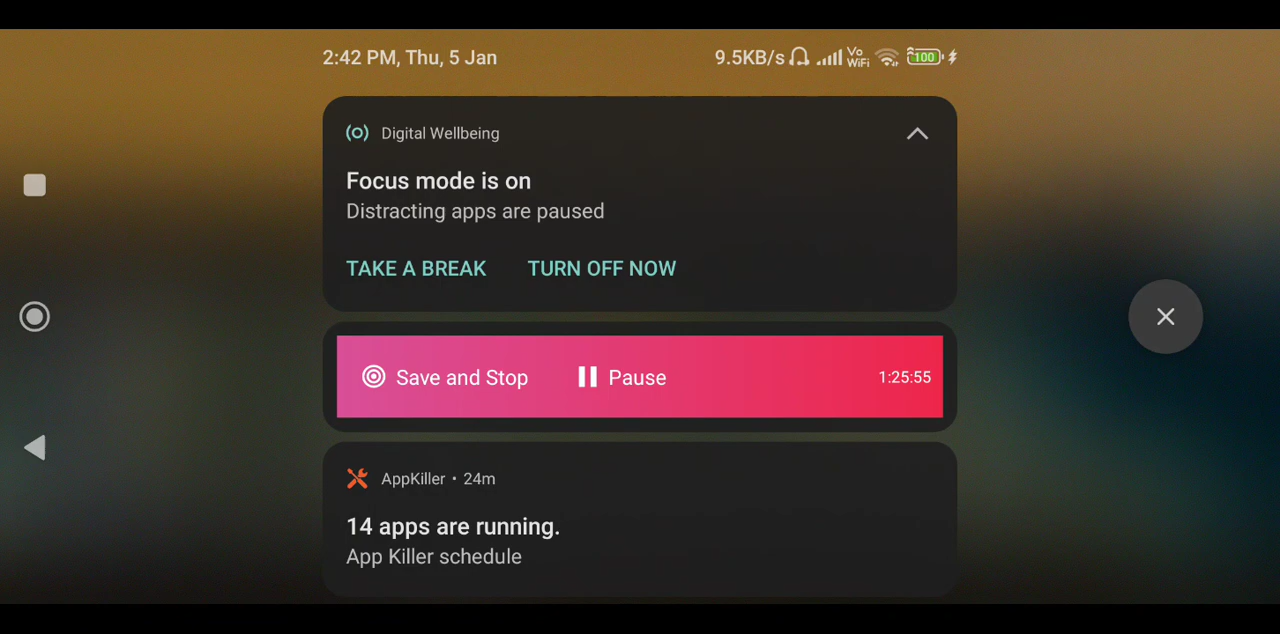 2:42 PM, Thu, 5 Jan 9.5KB/s Vo WiFi 100
Digital Wellbeing
Focus mode is on
Distracting apps are paused
TAKE A BREAK TURN OFF NOW
Save and Stop Pause 1:25:55
AppKiller • 24m
14 apps are running.
App Killer schedule